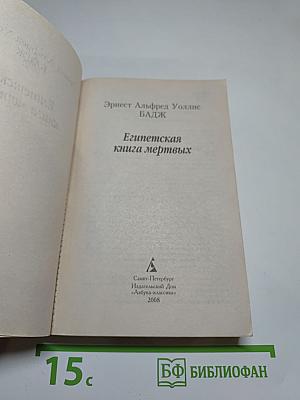 Эрнест Альфред Уоллис
БАДЖ
Египетская
книга мертвых
Санкт-Петербург
Издательский Дом
«Азбука-классика»
2008
15с
БФ БИБЛИОФАН